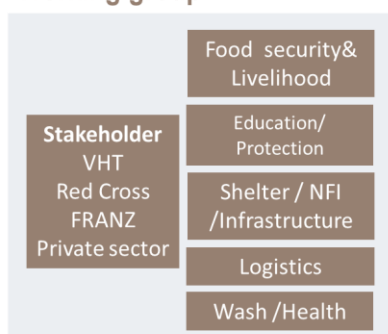 Stakeholder
VHT
Red Cross
FRANZ
Private sector
Food security&
Livelihood
Education/
Protection
Shelter / NFI
/Infrastructure
Logistics
Wash /Health